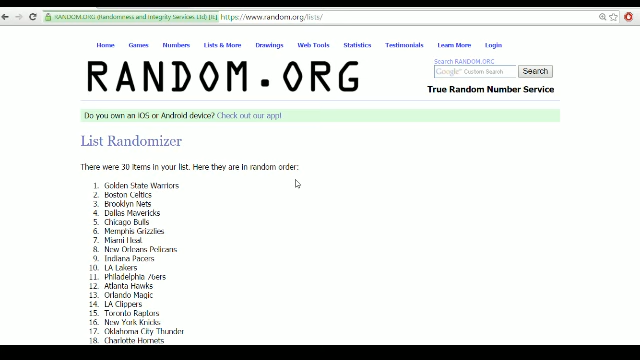 RANDOM.ORG (Randomness and Integrity Services Ltd) [IE] https://www.random.org/lists/
Home Games Numbers Lists & More Drawings Web Tools Statistics Testimonials Learn More Login
RANDOM.ORG
Search RANDOM.ORG
Google Custom Search Search
True Random Number Service
Do you own an iOS or Android device? Check out our app!
List Randomizer
There were 30 items in your list. Here they are in random order:
1. Golden State Warriors
2. Boston Celtics
3. Brooklyn Nets
4. Dallas Mavericks
5. Chicago Bulls
6. Memphis Grizzlies
7. Miami Heat
8. New Orleans Pelicans
9. Indiana Pacers
10. LA Lakers
11. Philadelphia 76ers
12. Atlanta Hawks
13. Orlando Magic
14. LA Clippers
15. Toronto Raptors
16. New York Knicks
17. Oklahoma City Thunder
18. Charlotte Hornets